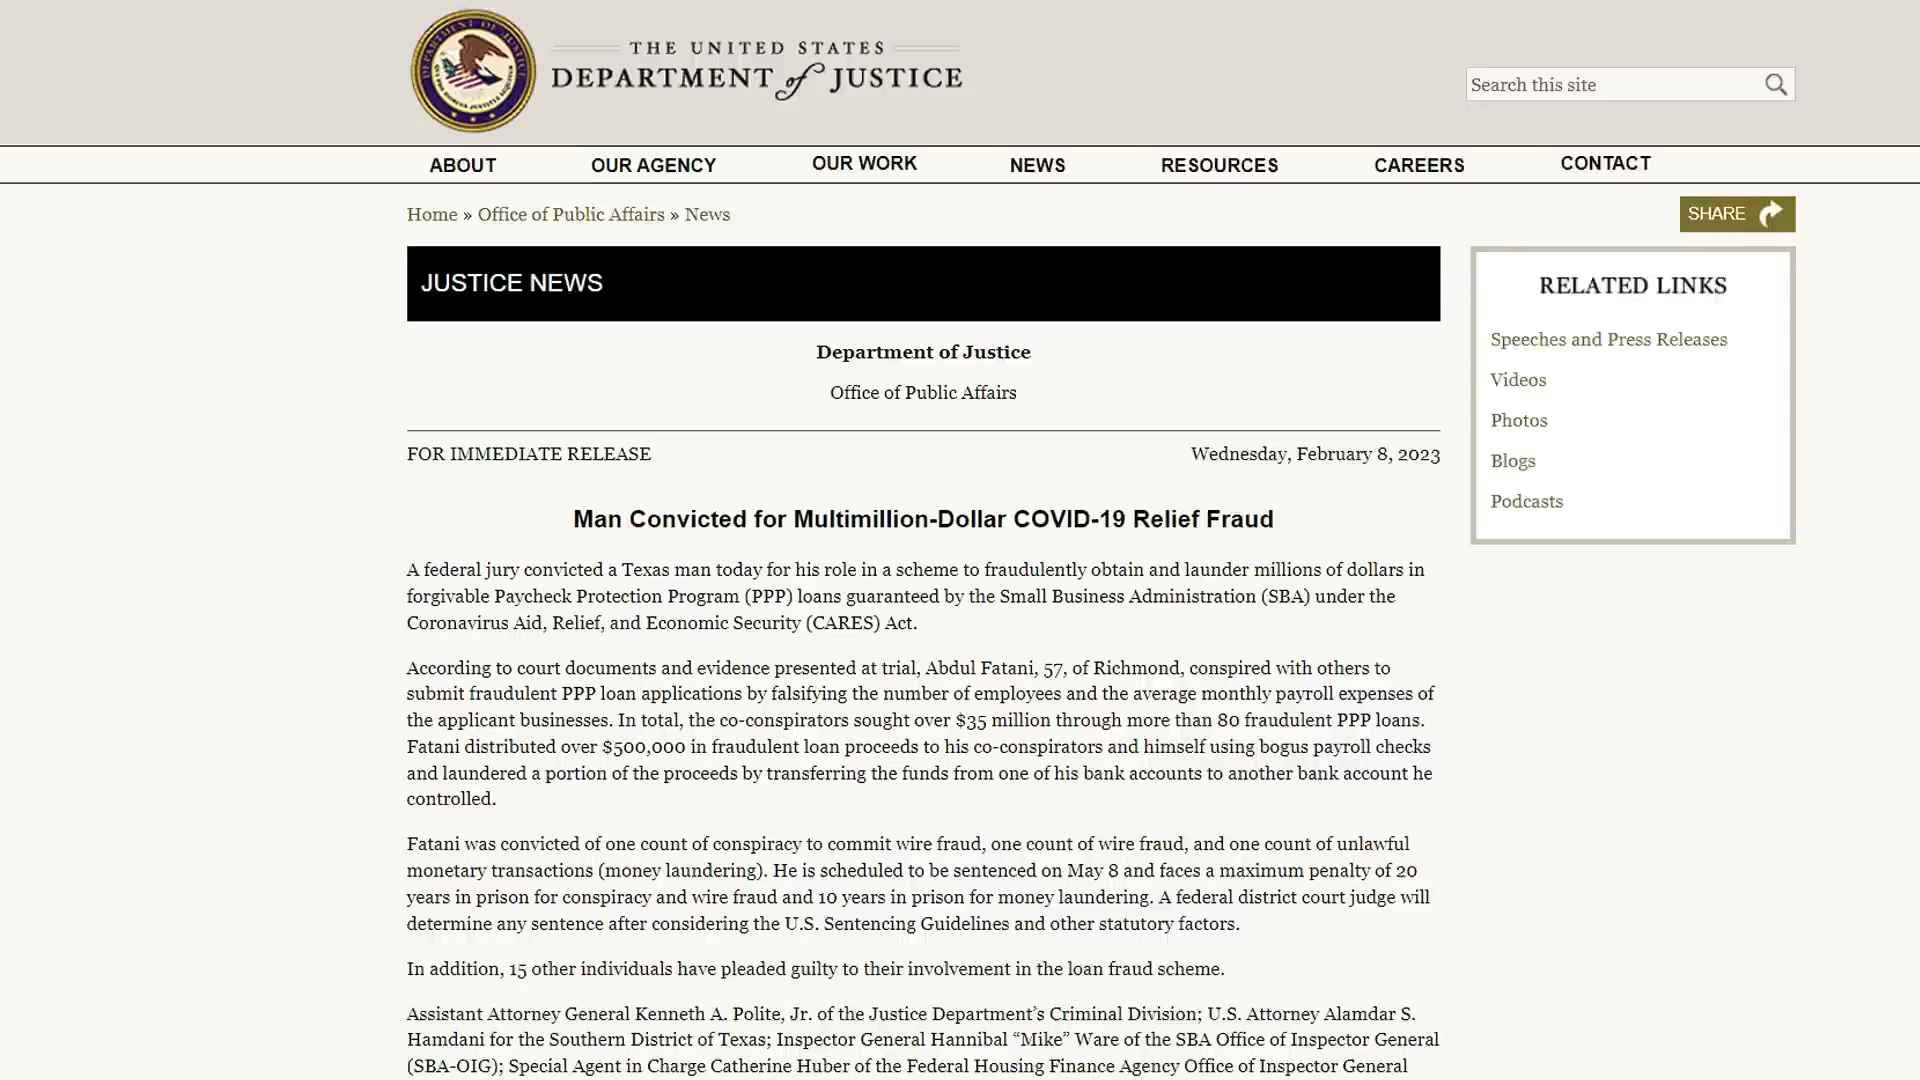 THE UNITED STATES
DEPARTMENT of JUSTICE
Search this site
ABOUT OUR AGENCY OUR WORK NEWS RESOURCES CAREERS CONTACT
Home » Office of Public Affairs » News
SHARE
JUSTICE NEWS
Department of Justice
Office of Public Affairs
FOR IMMEDIATE RELEASE Wednesday, February 8, 2023
Man Convicted for Multimillion-Dollar COVID-19 Relief Fraud
A federal jury convicted a Texas man today for his role in a scheme to fraudulently obtain and launder millions of dollars in
forgivable Paycheck Protection Program (PPP) loans guaranteed by the Small Business Administration (SBA) under the
Coronavirus Aid, Relief, and Economic Security (CARES) Act.
According to court documents and evidence presented at trial, Abdul Fatani, 57, of Richmond, conspired with others to
submit fraudulent PPP loan applications by falsifying the number of employees and the average monthly payroll expenses of
the applicant businesses. In total, the co-conspirators sought over $35 million through more than 80 fraudulent PPP loans.
Fatani distributed over $500,000 in fraudulent loan proceeds to his co-conspirators and himself using bogus payroll checks
and laundered a portion of the proceeds by transferring the funds from one of his bank accounts to another bank account he
controlled.
Fatani was convicted of one count of conspiracy to commit wire fraud, one count of wire fraud, and one count of unlawful
monetary transactions (money laundering). He is scheduled to be sentenced on May 8 and faces a maximum penalty of 20
years in prison for conspiracy and wire fraud and 10 years in prison for money laundering. A federal district court judge will
determine any sentence after considering the U.S. Sentencing Guidelines and other statutory factors.
In addition, 15 other individuals have pleaded guilty to their involvement in the loan fraud scheme.
Assistant Attorney General Kenneth A. Polite, Jr. of the Justice Department’s Criminal Division; U.S. Attorney Alamdar S.
Hamdani for the Southern District of Texas; Inspector General Hannibal “Mike” Ware of the SBA Office of Inspector General
(SBA-OIG); Special Agent in Charge Catherine Huber of the Federal Housing Finance Agency Office of Inspector General
RELATED LINKS
Speeches and Press Releases
Videos
Photos
Blogs
Podcasts